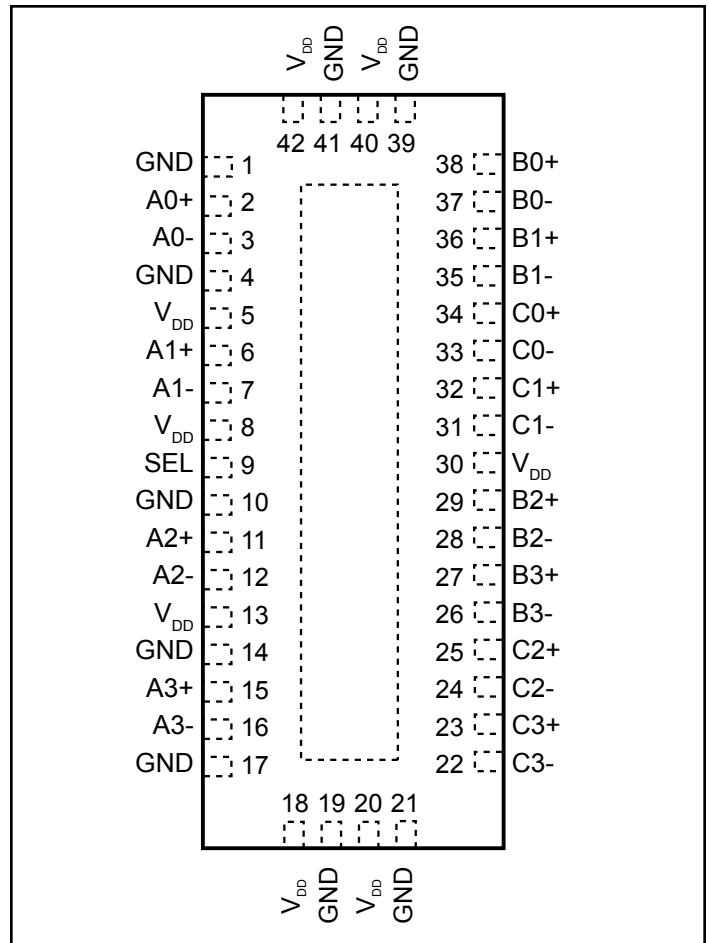 VDD GND VDD GND
42 41 40 39
GND 1 38 B0+
A0+ 2 37 B0-
A0- 3 36 B1+
GND 4 35 B1-
VDD 5 34 C0+
A1+ 6 33 C0-
A1- 7 32 C1+
VDD 8 31 C1-
SEL 9 30 VDD
GND 10 29 B2+
A2+ 11 28 B2-
A2- 12 27 B3+
VDD 13 26 B3-
GND 14 25 C2+
A3+ 15 24 C2-
A3- 16 23 C3+
GND 17 22 C3-
18 19 20 21
VDD GND VDD GND